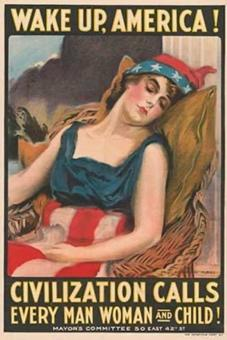 WAKE UP, AMERICA!
CIVILIZATION CALLS
EVERY MAN WOMAN AND CHILD!
MAYOR'S COMMITTEE 50 EAST 42ND ST